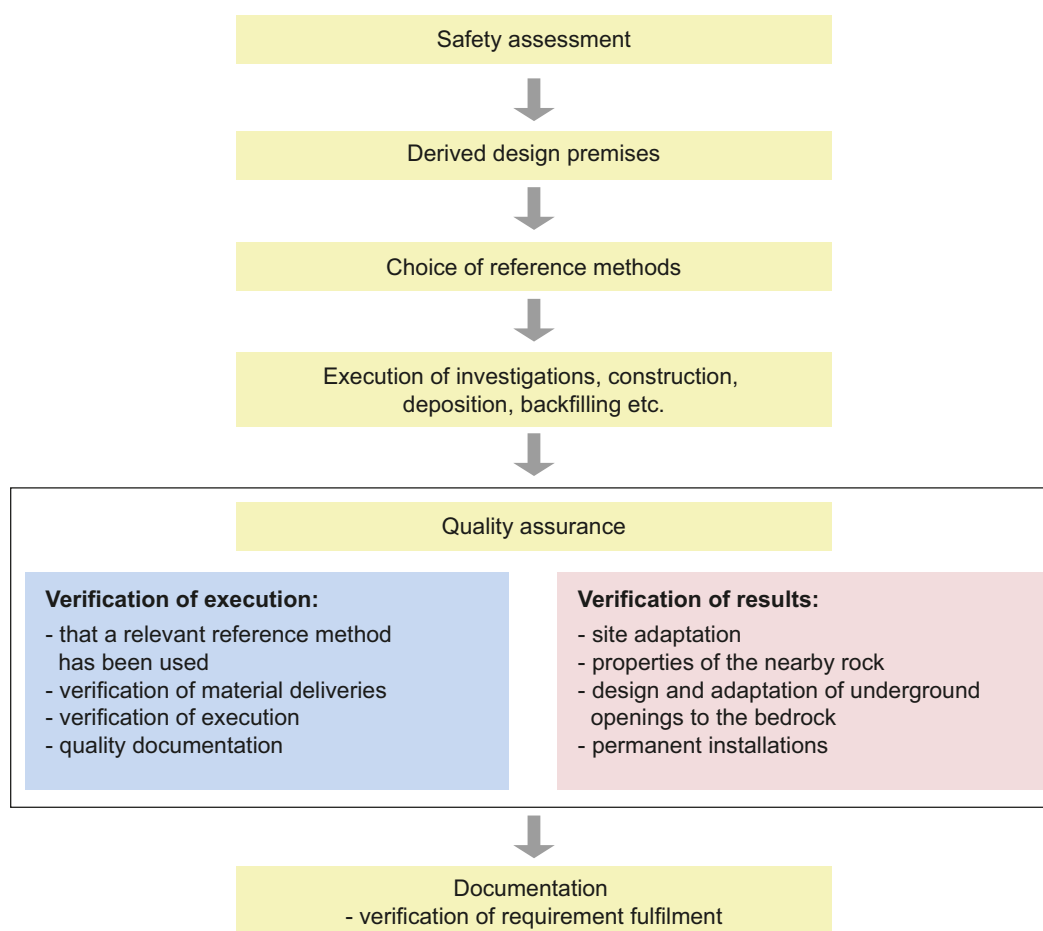 Safety assessment
Derived design premises
Choice of reference methods
Execution of investigations, construction,
deposition, backfilling etc.
Quality assurance
Verification of execution:
- that a relevant reference method
has been used
- verification of material deliveries
- verification of execution
- quality documentation
Verification of results:
- site adaptation
- properties of the nearby rock
- design and adaptation of underground
openings to the bedrock
- permanent installations
Documentation
- verification of requirement fulfilment